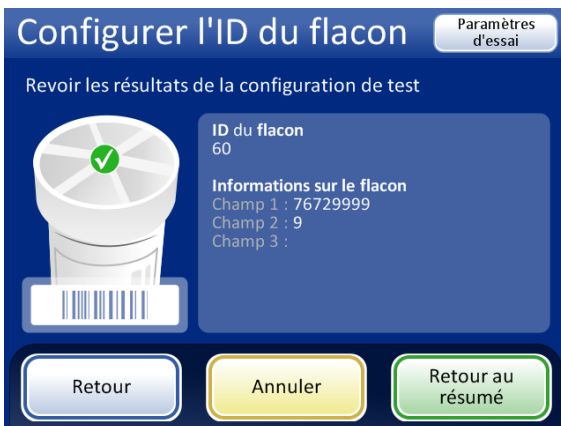 Configurer l'ID du flacon
Paramètres
d'essai
Revoir les résultats de la configuration de test
ID du flacon
60
Informations sur le flacon
Champ 1 : 76729999
Champ 2 : 9
Champ 3 :
Retour
Annuler
Retour au
résumé